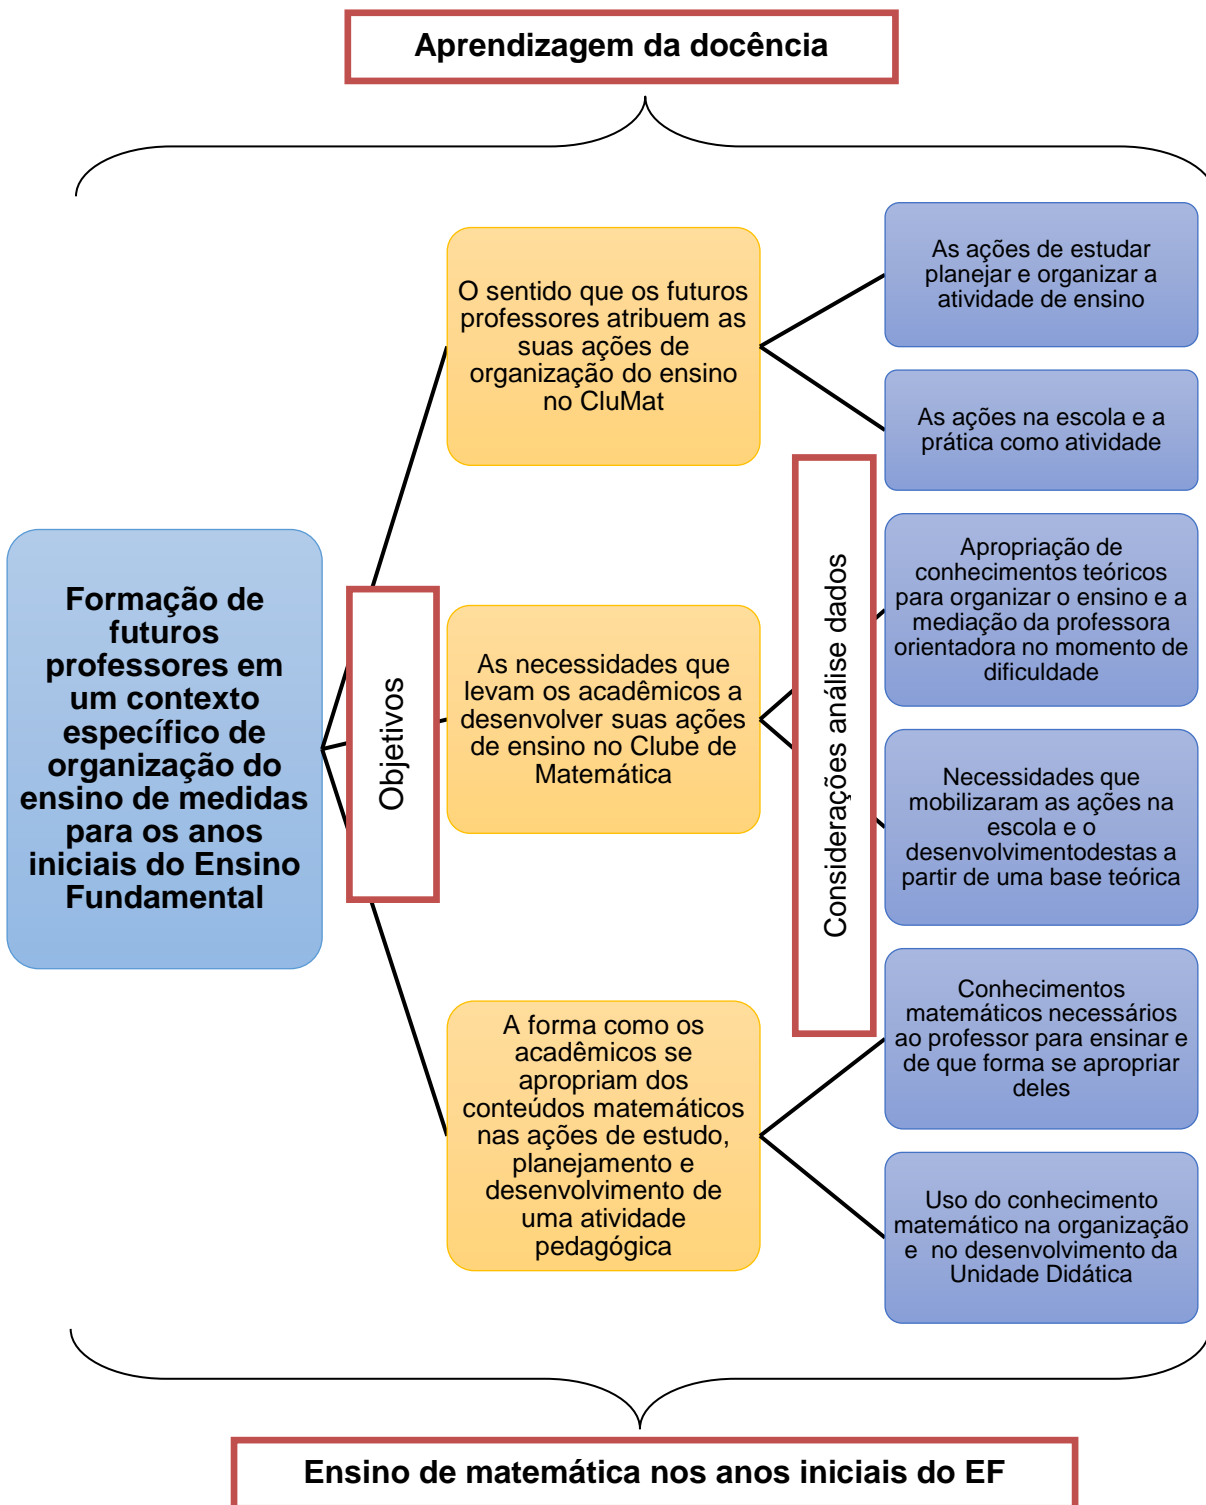 Aprendizagem da docência
Formação de
futuros
professores em
um contexto
específico de
organização do
ensino de medidas
para os anos
iniciais do Ensino
Fundamental
Objetivos
O sentido que os futuros
professores atribuem as
suas ações de
organização do ensino
no CluMat
As necessidades que
levam os acadêmicos a
desenvolver suas ações
de ensino no Clube de
Matemática
A forma como os
acadêmicos se
apropriam dos
conteúdos matemáticos
nas ações de estudo,
planejamento e
desenvolvimento de
uma atividade
pedagógica
Considerações análise dados
As ações de estudar
planejar e organizar a
atividade de ensino
As ações na escola e a
prática como atividade
Apropriação de
conhecimentos teóricos
para organizar o ensino e a
mediação da professora
orientadora no momento de
dificuldade
Necessidades que
mobilizaram as ações na
escola e o
desenvolvimentodestas a
partir de uma base teórica
Conhecimentos
matemáticos necessários
ao professor para ensinar e
de que forma se apropriar
deles
Uso do conhecimento
matemático na organização
e  no desenvolvimento da
Unidade Didática
Ensino de matemática nos anos iniciais do EF